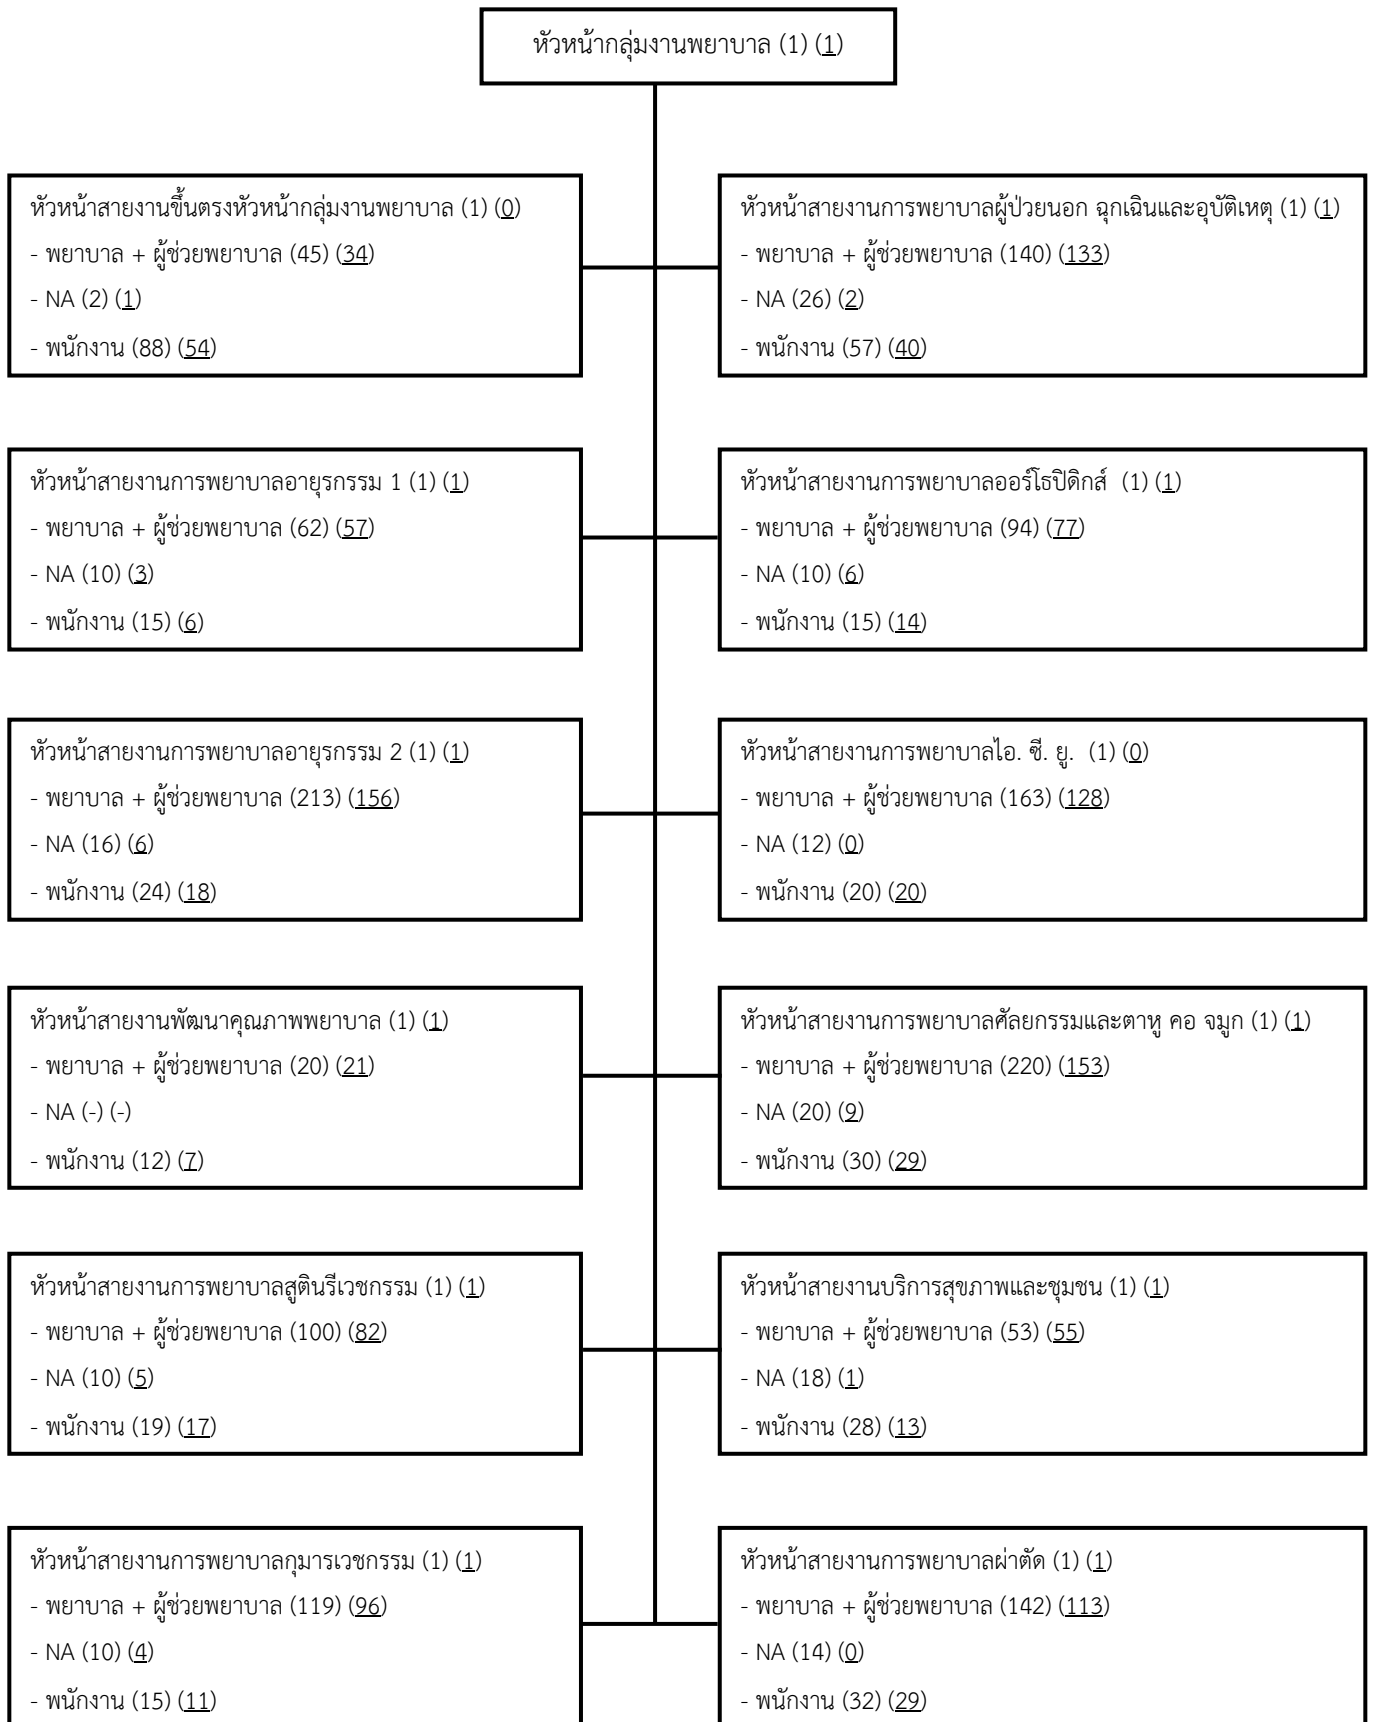 หัวหน้ากลุ่มงานพยาบาล (1) (1)
หัวหน้าสายงานขึ้นตรงหัวหน้ากลุ่มงานพยาบาล (1) (0)
- พยาบาล + ผู้ช่วยพยาบาล (45) (34)
- NA (2) (1)
- พนักงาน (88) (54)
หัวหน้าสายงานการพยาบาลผู้ป่วยนอก ฉุกเฉินและอุบัติเหตุ (1) (1)
- พยาบาล + ผู้ช่วยพยาบาล (140) (133)
- NA (26) (2)
- พนักงาน (57) (40)
หัวหน้าสายงานการพยาบาลอายุรกรรม 1 (1) (1)
- พยาบาล + ผู้ช่วยพยาบาล (62) (57)
- NA (10) (3)
- พนักงาน (15) (6)
หัวหน้าสายงานการพยาบาลออร์โธปิดิกส์ (1) (1)
- พยาบาล + ผู้ช่วยพยาบาล (94) (77)
- NA (10) (6)
- พนักงาน (15) (14)
หัวหน้าสายงานการพยาบาลอายุรกรรม 2 (1) (1)
- พยาบาล + ผู้ช่วยพยาบาล (213) (156)
- NA (16) (6)
- พนักงาน (24) (18)
หัวหน้าสายงานการพยาบาลไอ. ซี. ยู. (1) (0)
- พยาบาล + ผู้ช่วยพยาบาล (163) (128)
- NA (12) (0)
- พนักงาน (20) (20)
หัวหน้าสายงานพัฒนาคุณภาพพยาบาล (1) (1)
- พยาบาล + ผู้ช่วยพยาบาล (20) (21)
- NA (-) (-)
- พนักงาน (12) (7)
หัวหน้าสายงานการพยาบาลศัลยกรรมและตาหู คอ จมูก (1) (1)
- พยาบาล + ผู้ช่วยพยาบาล (220) (153)
- NA (20) (9)
- พนักงาน (30) (29)
หัวหน้าสายงานการพยาบาลสูตินรีเวชกรรม (1) (1)
- พยาบาล + ผู้ช่วยพยาบาล (100) (82)
- NA (10) (5)
- พนักงาน (19) (17)
หัวหน้าสายงานบริการสุขภาพและชุมชน (1) (1)
- พยาบาล + ผู้ช่วยพยาบาล (53) (55)
- NA (18) (1)
- พนักงาน (28) (13)
หัวหน้าสายงานการพยาบาลกุมารเวชกรรม (1) (1)
- พยาบาล + ผู้ช่วยพยาบาล (119) (96)
- NA (10) (4)
- พนักงาน (15) (11)
หัวหน้าสายงานการพยาบาลผ่าตัด (1) (1)
- พยาบาล + ผู้ช่วยพยาบาล (142) (113)
- NA (14) (0)
- พนักงาน (32) (29)